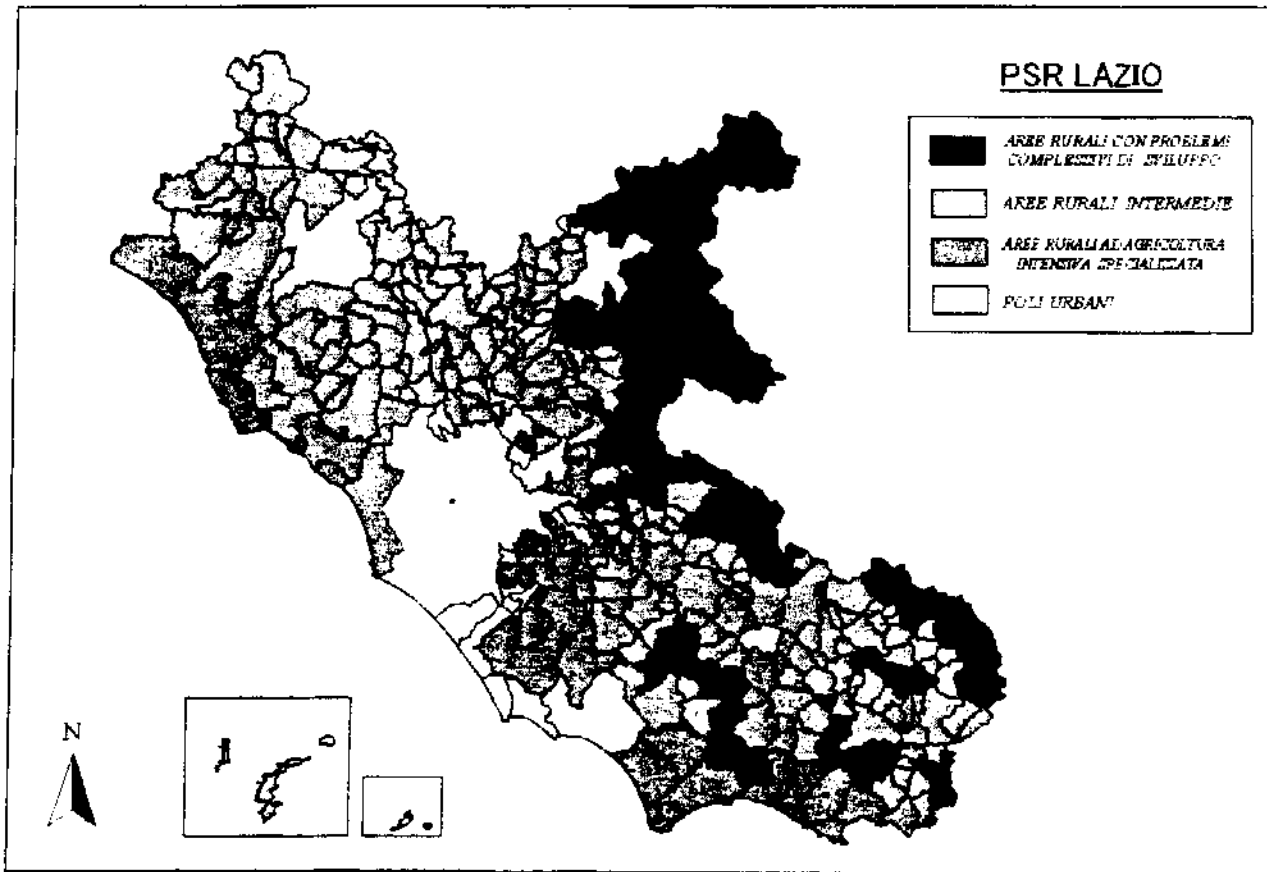 PSR LAZIO
AREE RURALI CON PROBLEMI
COMPLESSIVI DI SVILUPPO
AREE RURALI INTERMEDIE
AREE RURALI AD AGRICOLTURA
INTENSIVA SPECIALIZZATA
POLI URBANI
N